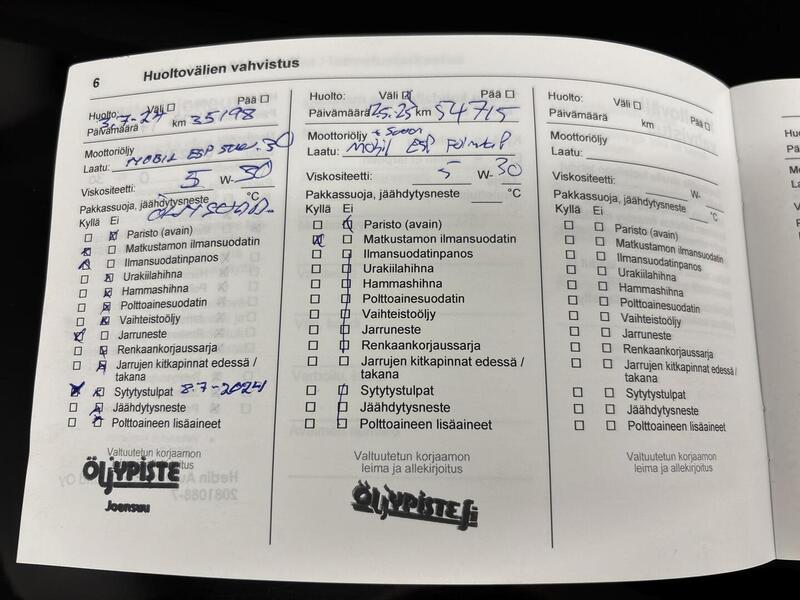 6 Huoltovälien vahvistus
Huolto: Väli Pää
Päivämäärä 3.7-24 km 35198
Moottoriöljy
Laatu: MOBIL ESP 5W.30
Viskositeetti: 5 W- 30
Pakkassuoja, jäähdytysneste °C
Kyllä Ei
Paristo (avain)
Matkustamon ilmansuodatin
Ilmansuodatinpanos
Urakiilahihna
Hammashihna
Polttoainesuodatin
Vaihteistoöljy
Jarruneste
Renkaankorjaussarja
Jarrujen kitkapinnat edessä /
takana
Sytytystulpat 8.7-2024
Jäähdytysneste
Polttoaineen lisäaineet
Valtuutetun korjaamon
leima ja allekirjoitus
ÖljYPISTE
Joensuu
Huolto: Väli Pää
Päivämäärä km 54715
Moottoriöljy
Laatu: Mobil ESP Formula P
Viskositeetti: 5 W- 30
Pakkassuoja, jäähdytysneste °C
Kyllä Ei
Paristo (avain)
Matkustamon ilmansuodatin
Ilmansuodatinpanos
Urakiilahihna
Hammashihna
Polttoainesuodatin
Vaihteistoöljy
Jarruneste
Renkaankorjaussarja
Jarrujen kitkapinnat edessä /
takana
Sytytystulpat
Jäähdytysneste
Polttoaineen lisäaineet
Valtuutetun korjaamon
leima ja allekirjoitus
ÖljYPISTE.fi
Huolto: Väli Pää
Päivämäärä km
Moottoriöljy
Laatu:
Viskositeetti: W-
Pakkassuoja, jäähdytysneste °C
Kyllä Ei
Paristo (avain)
Matkustamon ilmansuodatin
Ilmansuodatinpanos
Urakiilahihna
Hammashihna
Polttoainesuodatin
Vaihteistoöljy
Jarruneste
Renkaankorjaussarja
Jarrujen kitkapinnat edessä /
takana
Sytytystulpat
Jäähdytysneste
Polttoaineen lisäaineet
Valtuutetun korjaamon
leima ja allekirjoitus